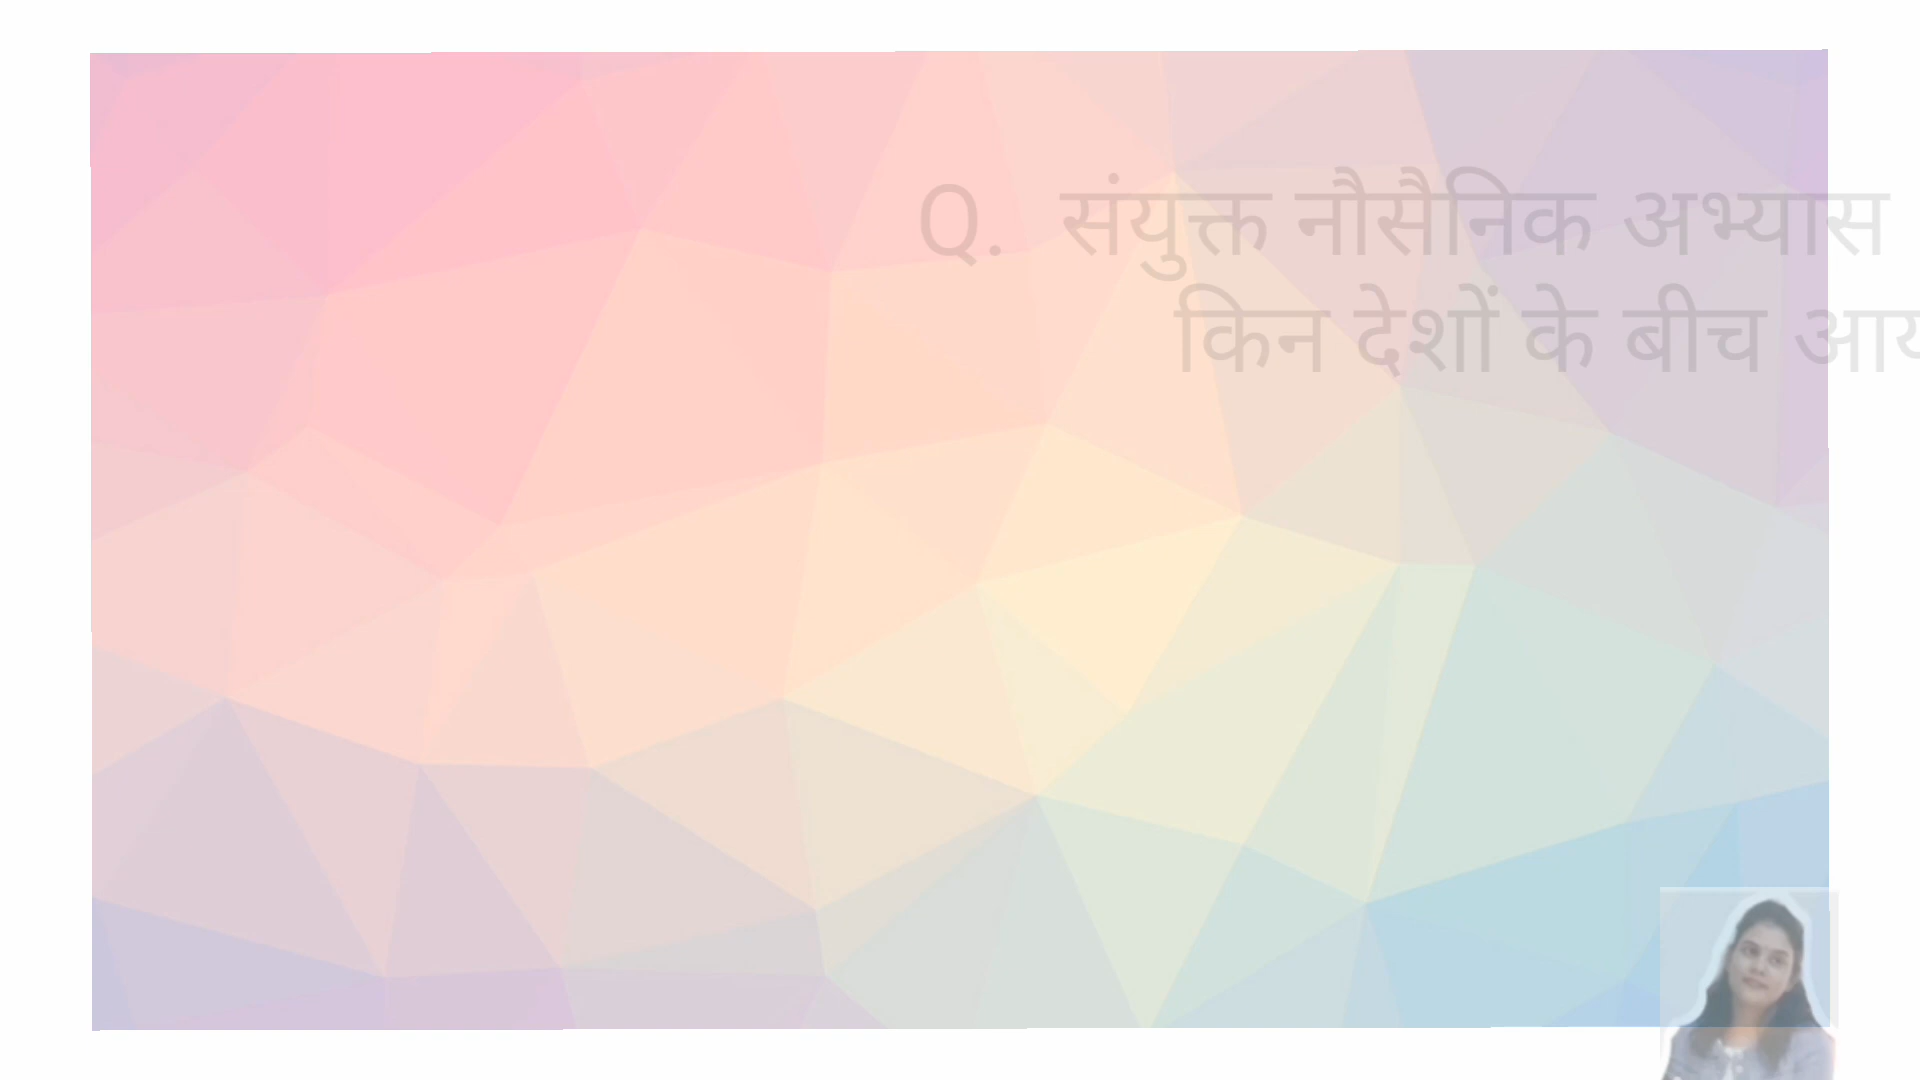 Q. संयुक्त नौसैनिक अभ्यास
किन देशों के बीच